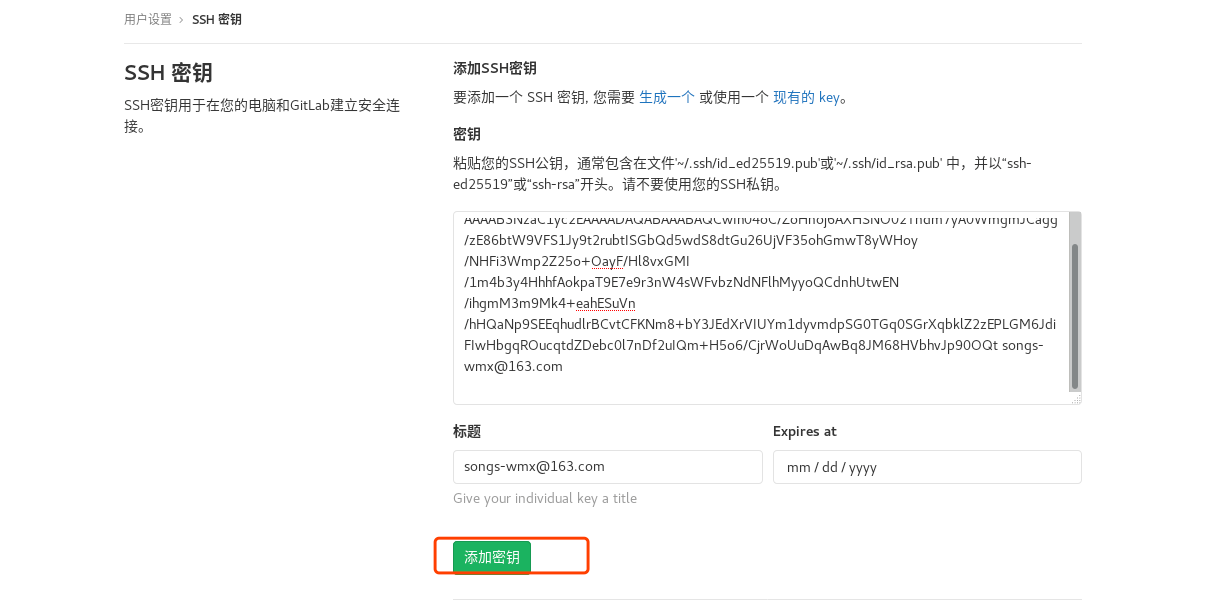 用户设置 › SSH 密钥
SSH 密钥
SSH密钥用于在您的电脑和GitLab建立安全连
接。
添加SSH密钥
要添加一个 SSH 密钥, 您需要 生成一个 或使用一个 现有的 key。
密钥
粘贴您的SSH公钥，通常包含在文件'~/.ssh/id_ed25519.pub'或'~/.ssh/id_rsa.pub' 中，并以“ssh-
ed25519”或“ssh-rsa”开头。请不要使用您的SSH私钥。
/zE86btW9VFS1Jy9t2rubtISGbQd5wdS8dtGu26UjVF35ohGmwT8yWHoy
/NHFi3Wmp2Z25o+OayF/Hl8vxGMI
/1m4b3y4HhhfAokpaT9E7e9r3nW4sWFvbzNdNFlhMyyoQCdnhUtwEN
/ihgmM3m9Mk4+eahESuVn
/hHQaNp9SEEqhudlrBCvtCFKNm8+bY3JEdXrVIUYm1dyvmdpSG0TGq0SGrXqbklZ2zEPLGM6Jdi
FIwHbgqROucqtdZDebc0l7nDf2uIQm+H5o6/CjrWoUuDqAwBq8JM68HVbhvJp90OQt songs-
wmx@163.com
标题
Expires at
songs-wmx@163.com
mm / dd / yyyy
Give your individual key a title
添加密钥